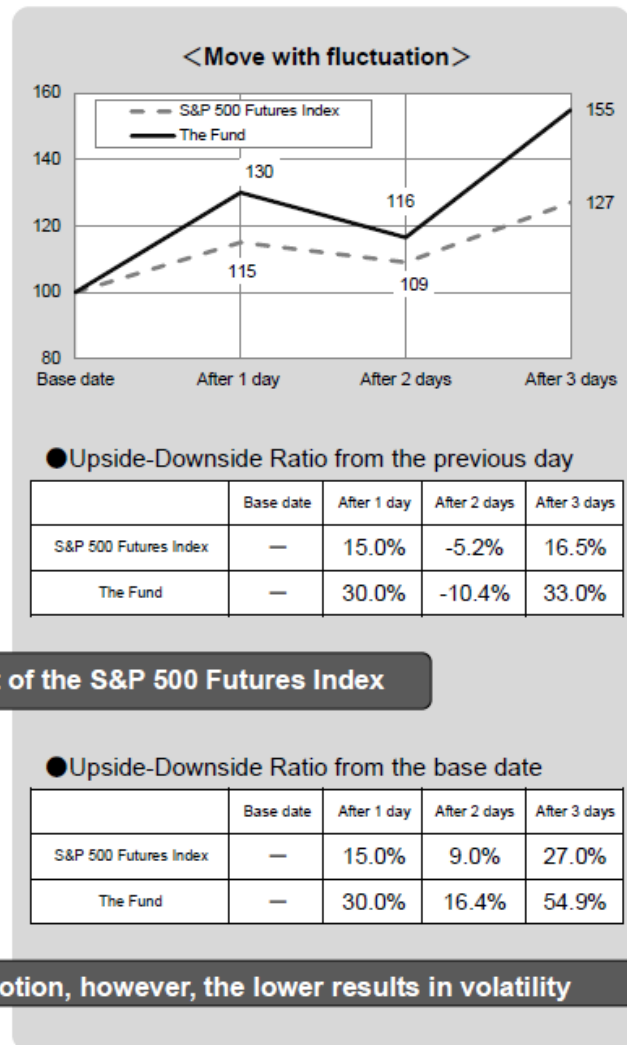 ＜Move with fluctuation＞
160
140
120
100
80
S&P 500 Futures Index
The Fund
130
115
116
109
155
127
Base date After 1 day After 2 days After 3 days
●Upside-Downside Ratio from the previous day
Base date After 1 day After 2 days After 3 days
S&P 500 Futures Index — 15.0% -5.2% 16.5%
The Fund — 30.0% -10.4% 33.0%
of the S&P 500 Futures Index
●Upside-Downside Ratio from the base date
Base date After 1 day After 2 days After 3 days
S&P 500 Futures Index — 15.0% 9.0% 27.0%
The Fund — 30.0% 16.4% 54.9%
otion, however, the lower results in volatility